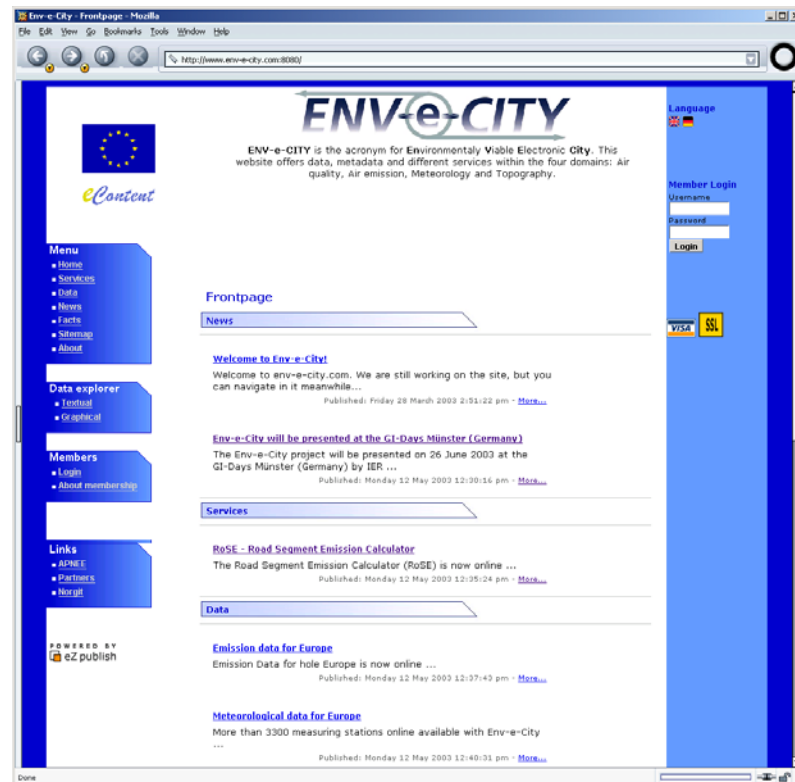 Env-e-City - Frontpage - Mozilla
File Edit View Go Bookmarks Tools Window Help
http://www.env-e-city.com:8080/
ENV-e-CITY
ENV-e-CITY is the acronym for Environmentaly Viable Electronic City. This
website offers data, metadata and different services within the four domains: Air
quality, Air emission, Meteorology and Topography.
eContent
Language
Member Login
Username
Password
Login
VISA SSL
Menu
Home
Services
Data
News
Facts
Sitemap
About
Data explorer
Textual
Graphical
Members
Login
About membership
Links
APNEE
Partners
Norgit
POWERED BY
eZ publish
Frontpage
News
Welcome to Env-e-City!
Welcome to env-e-city.com. We are still working on the site, but you
can navigate in it meanwhile...
Published: Friday 28 March 2003 2:51:22 pm - More...
Env-e-City will be presented at the GI-Days Münster (Germany)
The Env-e-City project will be presented on 26 June 2003 at the
GI-Days Münster (Germany) by IER ...
Published: Monday 12 May 2003 12:30:16 pm - More...
Services
RoSE - Road Segment Emission Calculator
The Road Segment Emission Calculator (RoSE) is now online ...
Published: Monday 12 May 2003 12:35:24 pm - More...
Data
Emission data for Europe
Emission Data for hole Europe is now online ...
Published: Monday 12 May 2003 12:37:43 pm - More...
Meteorological data for Europe
More than 3300 measuring stations online available with Env-e-City
...
Published: Monday 12 May 2003 12:40:31 pm - More...
Done